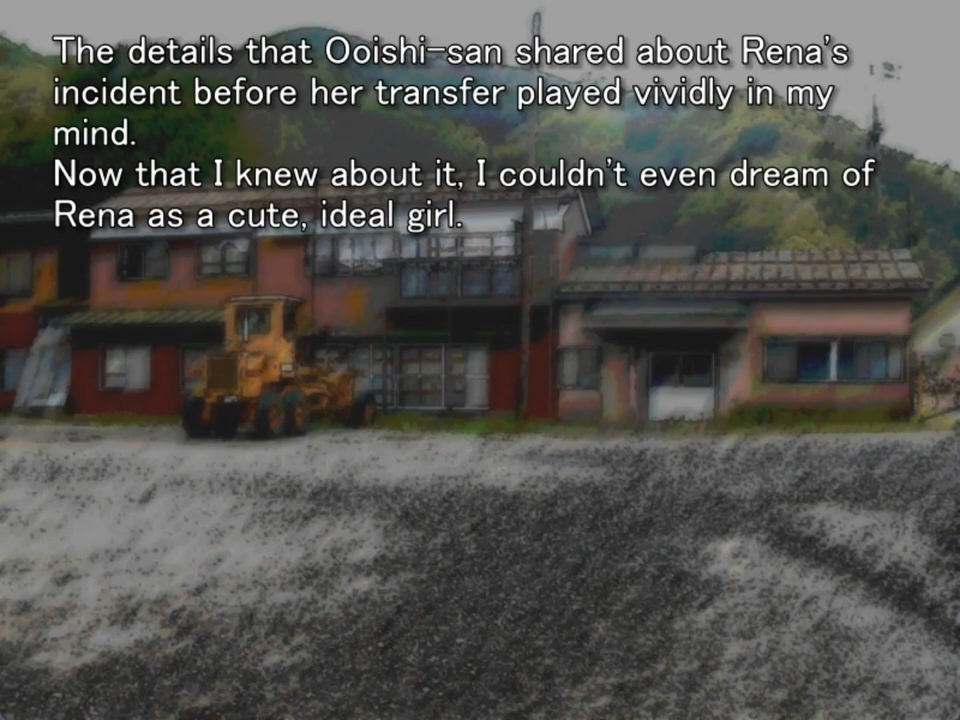 The details that Ooishi-san shared about Rena's
incident before her transfer played vividly in my
mind.
Now that I knew about it, I couldn't even dream of
Rena as a cute, ideal girl.